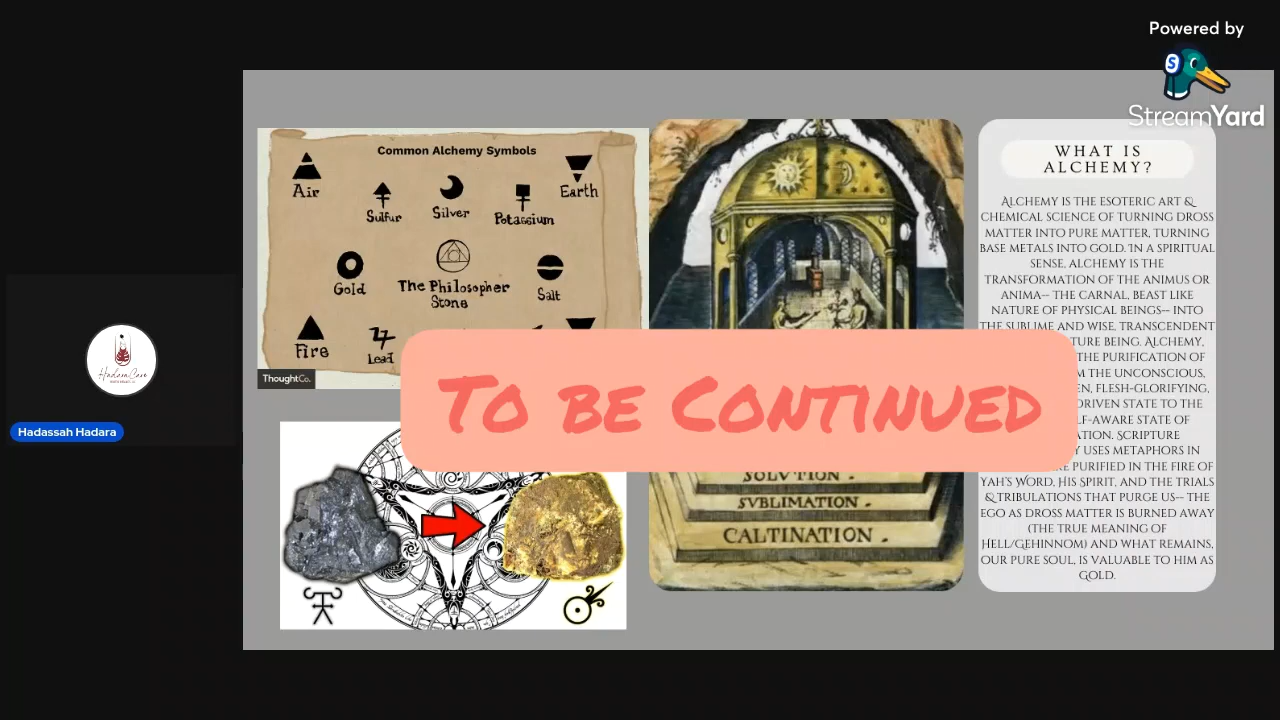 Powered by
StreamYard
Common Alchemy Symbols
Air
Sulfur
Silver
Potassium
Earth
Gold
The Philosopher
Stone
Salt
Fire
Lead
ThoughtCo.
SOLVTION .
SVBLIMATION .
CALTINATION .
WHAT IS
ALCHEMY?
ALCHEMY IS THE ESOTERIC ART &
CHEMICAL SCIENCE OF TURNING DROSS
MATTER INTO PURE MATTER, TURNING
BASE METALS INTO GOLD. IN A SPIRITUAL
SENSE, ALCHEMY IS THE
TRANSFORMATION OF THE ANIMUS OR
ANIMA-- THE CARNAL, BEAST LIKE
NATURE OF PHYSICAL BEINGS-- INTO
THE SUBLIME AND WISE, TRANSCENDENT
TURE BEING. ALCHEMY,
THE PURIFICATION OF
M THE UNCONSCIOUS,
EN, FLESH-GLORIFYING,
DRIVEN STATE TO THE
LF-AWARE STATE OF
ATION. SCRIPTURE
Y USES METAPHORS IN
RE PURIFIED IN THE FIRE OF
YAH'S WORD, HIS SPIRIT, AND THE TRIALS
& TRIBULATIONS THAT PURGE US-- THE
EGO AS DROSS MATTER IS BURNED AWAY
(THE TRUE MEANING OF
HELL/GEHINNOM) AND WHAT REMAINS,
OUR PURE SOUL, IS VALUABLE TO HIM AS
GOLD.
TO BE CONTINUED
HadaraCare
Hadassah Hadara